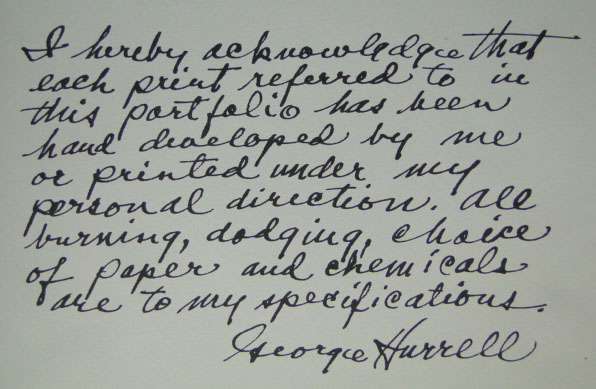 I hereby acknowledge that
each print referred to in
this portfolio has been
hand developed by me
or printed under my
personal direction. All
burning, dodging, choice
of paper and chemicals
are to my specifications.
George Hurrell